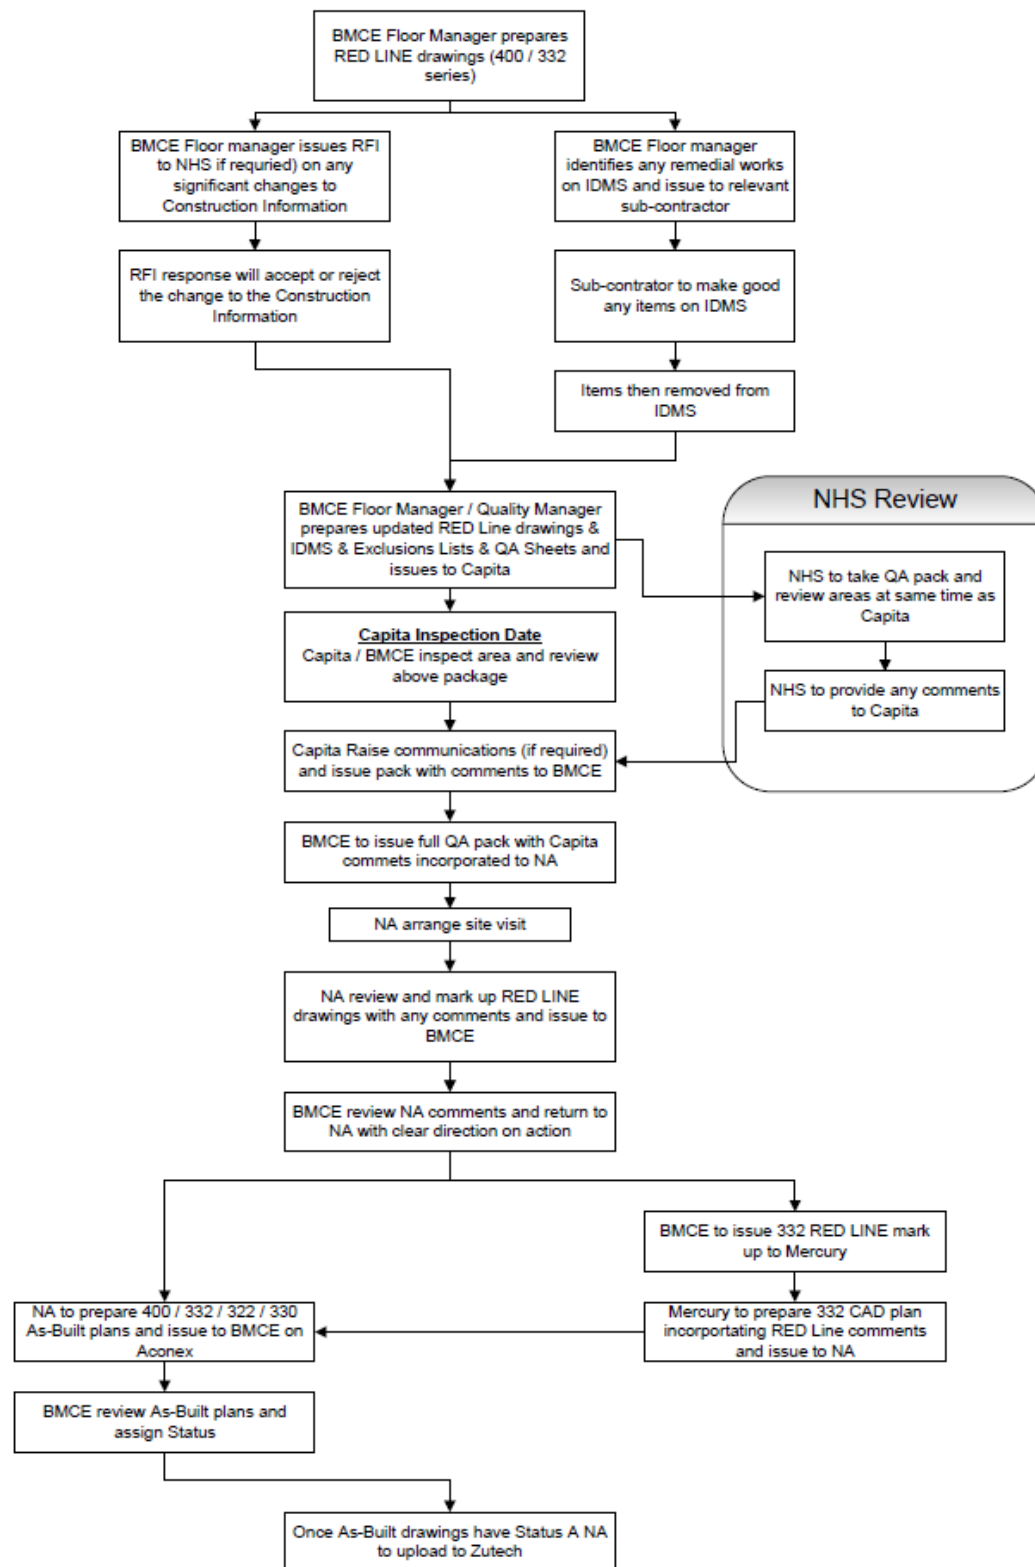 BMCE Floor Manager prepares
RED LINE drawings (400 / 332
series)
BMCE Floor manager issues RFI
to NHS if requried) on any
significant changes to
Construction Information
BMCE Floor manager
identifies any remedial works
on IDMS and issue to relevant
sub-contractor
RFI response will accept or reject
the change to the Construction
Information
Sub-contrator to make good
any items on IDMS
Items then removed from
IDMS
BMCE Floor Manager / Quality Manager
prepares updated RED Line drawings &
IDMS & Exclusions Lists & QA Sheets and
issues to Capita
NHS Review
NHS to take QA pack and
review areas at same time as
Capita
Capita Inspection Date
Capita / BMCE inspect area and review
above package
NHS to provide any comments
to Capita
Capita Raise communications (if required)
and issue pack with comments to BMCE
BMCE to issue full QA pack with Capita
commets incorporated to NA
NA arrange site visit
NA review and mark up RED LINE
drawings with any comments and issue to
BMCE
BMCE review NA comments and return to
NA with clear direction on action
BMCE to issue 332 RED LINE mark
up to Mercury
NA to prepare 400 / 332 / 322 / 330
As-Built plans and issue to BMCE on
Aconex
Mercury to prepare 332 CAD plan
incorportating RED Line comments
and issue to NA
BMCE review As-Built plans and
assign Status
Once As-Built drawings have Status A NA
to upload to Zutech